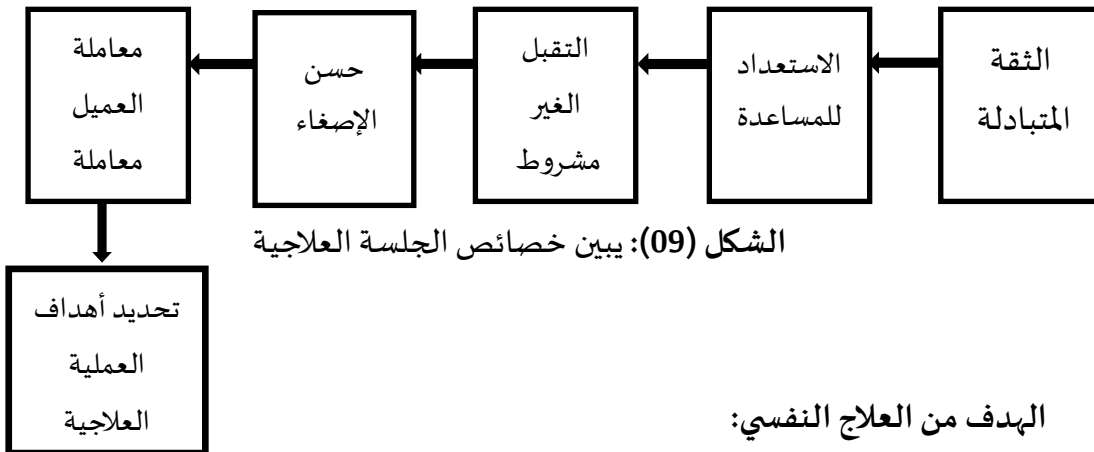 الثقة
المتبادلة
الاستعداد
للمساعدة
التقبل
الغير
مشروط
حسن
الإصغاء
معاملة
العميل
معاملة
الشكل (09): يبين خصائص الجلسة العلاجية
تحديد أهداف
العملية
العلاجية
الهدف من العلاج النفسي: